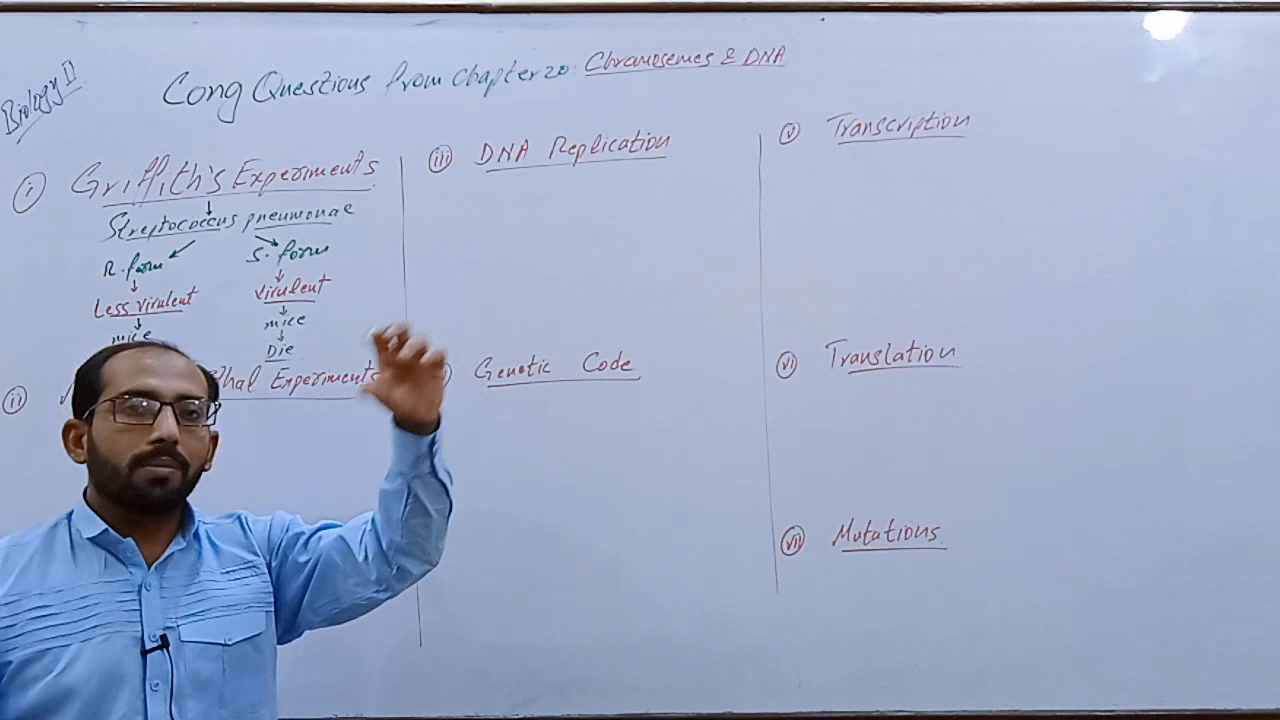 Biology II
Long Questions from Chapter 20: Chromosemes & DNA
(i) Griffith's Experiments
Streptococcus pneumonae
R. form S. form
Less virulent virulent
mice mice
Die
(ii) Experiments
(iii) DNA Replication
Genetic Code
(v) Transcription
(vi) Translation
(vii) Mutations